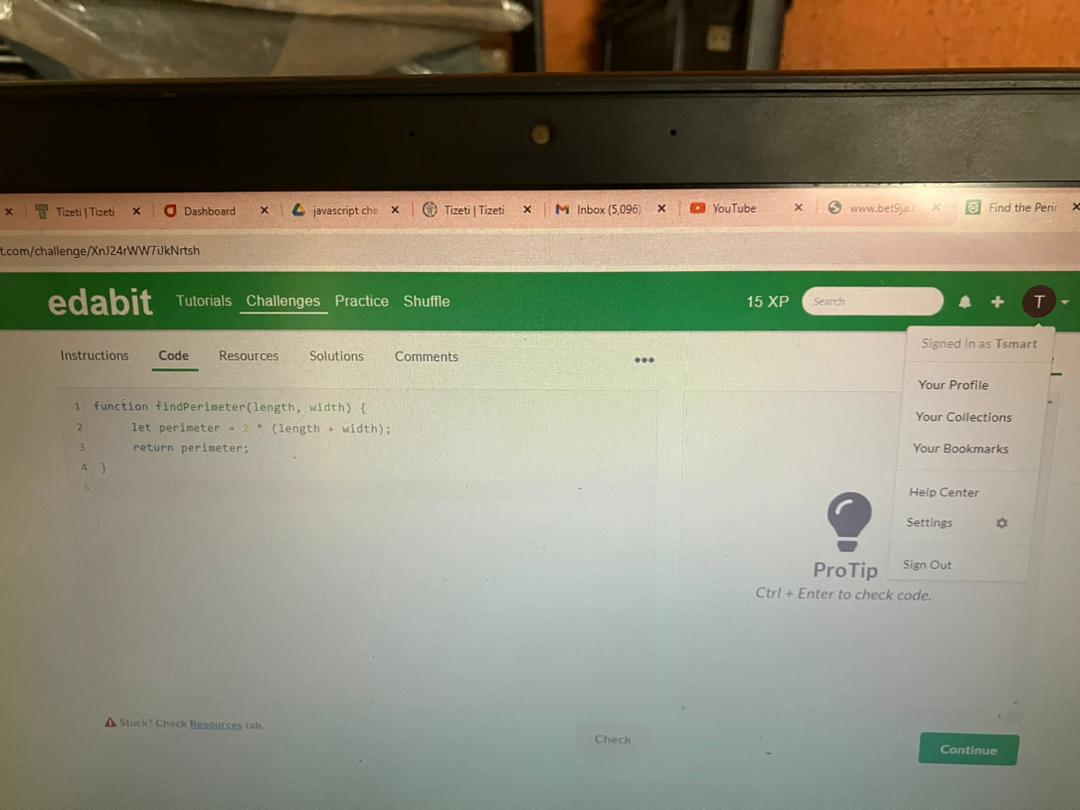 Tizeti | Tizeti Dashboard javascript che Tizeti | Tizeti Inbox (5,096) YouTube www.bet9ja.c Find the Perir
t.com/challenge/XnJ24rWW7iJkNrtsh
edabit Tutorials Challenges Practice Shuffle 15 XP Search T
Signed in as Tsmart
Instructions Code Resources Solutions Comments
Your Profile
Your Collections
Your Bookmarks
Help Center
Settings
Sign Out
1 function findPerimeter(length, width) {
2 let perimeter = 2 * (length + width);
3 return perimeter;
4 }
5
ProTip
Ctrl + Enter to check code.
Stuck? Check Resources tab.
Check
Continue